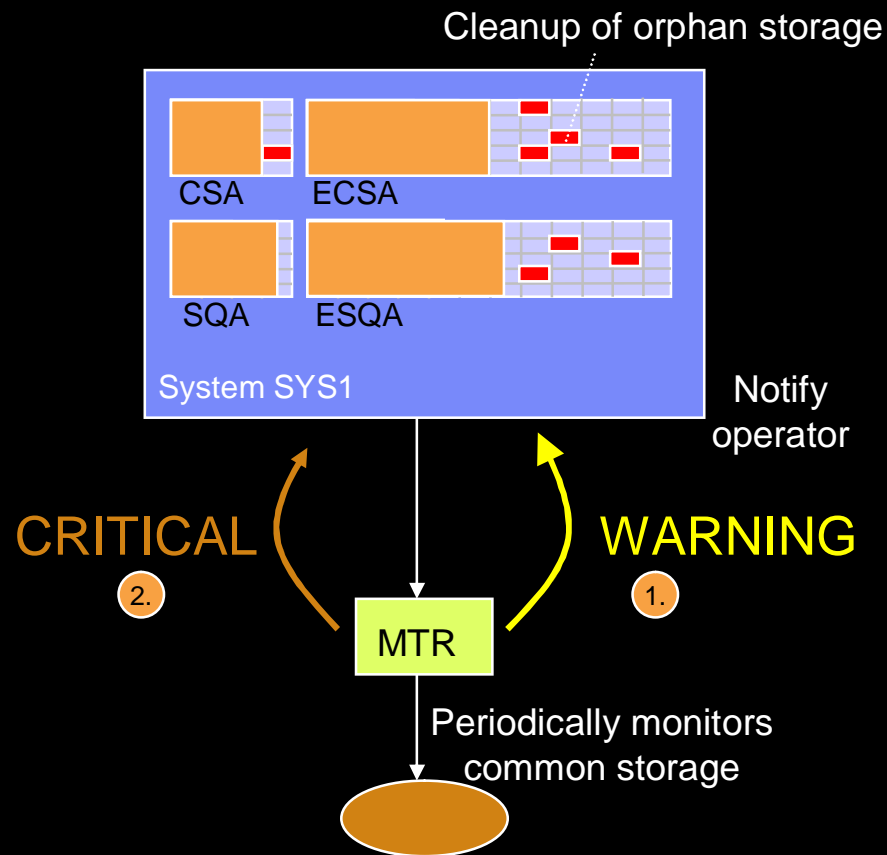 Cleanup of orphan storage
CSA
ECSA
SQA
ESQA
System SYS1
Notify
operator
CRITICAL
WARNING
2.
1.
MTR
Periodically monitors
common storage